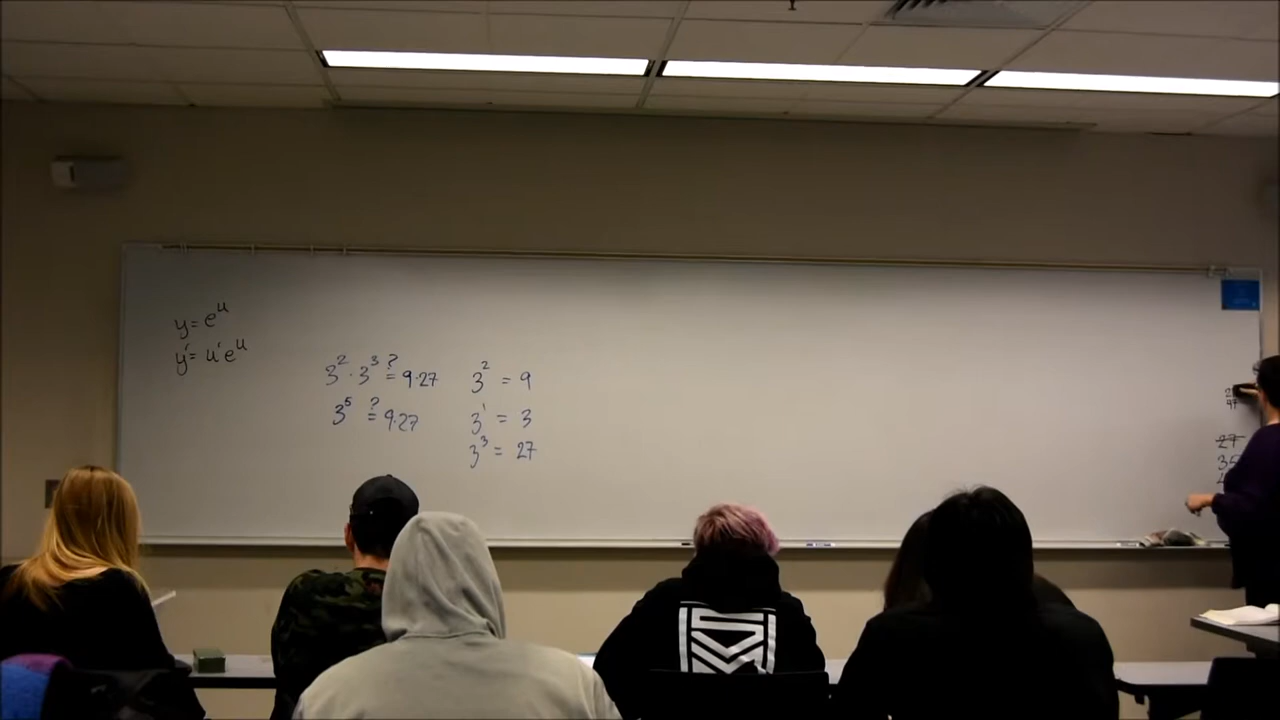 y = e^u
y' = u'e^u
3^2 · 3^3 ?= 9·27
3^5 ?= 9·27
3^2 = 9
3^1 = 3
3^3 = 27
27